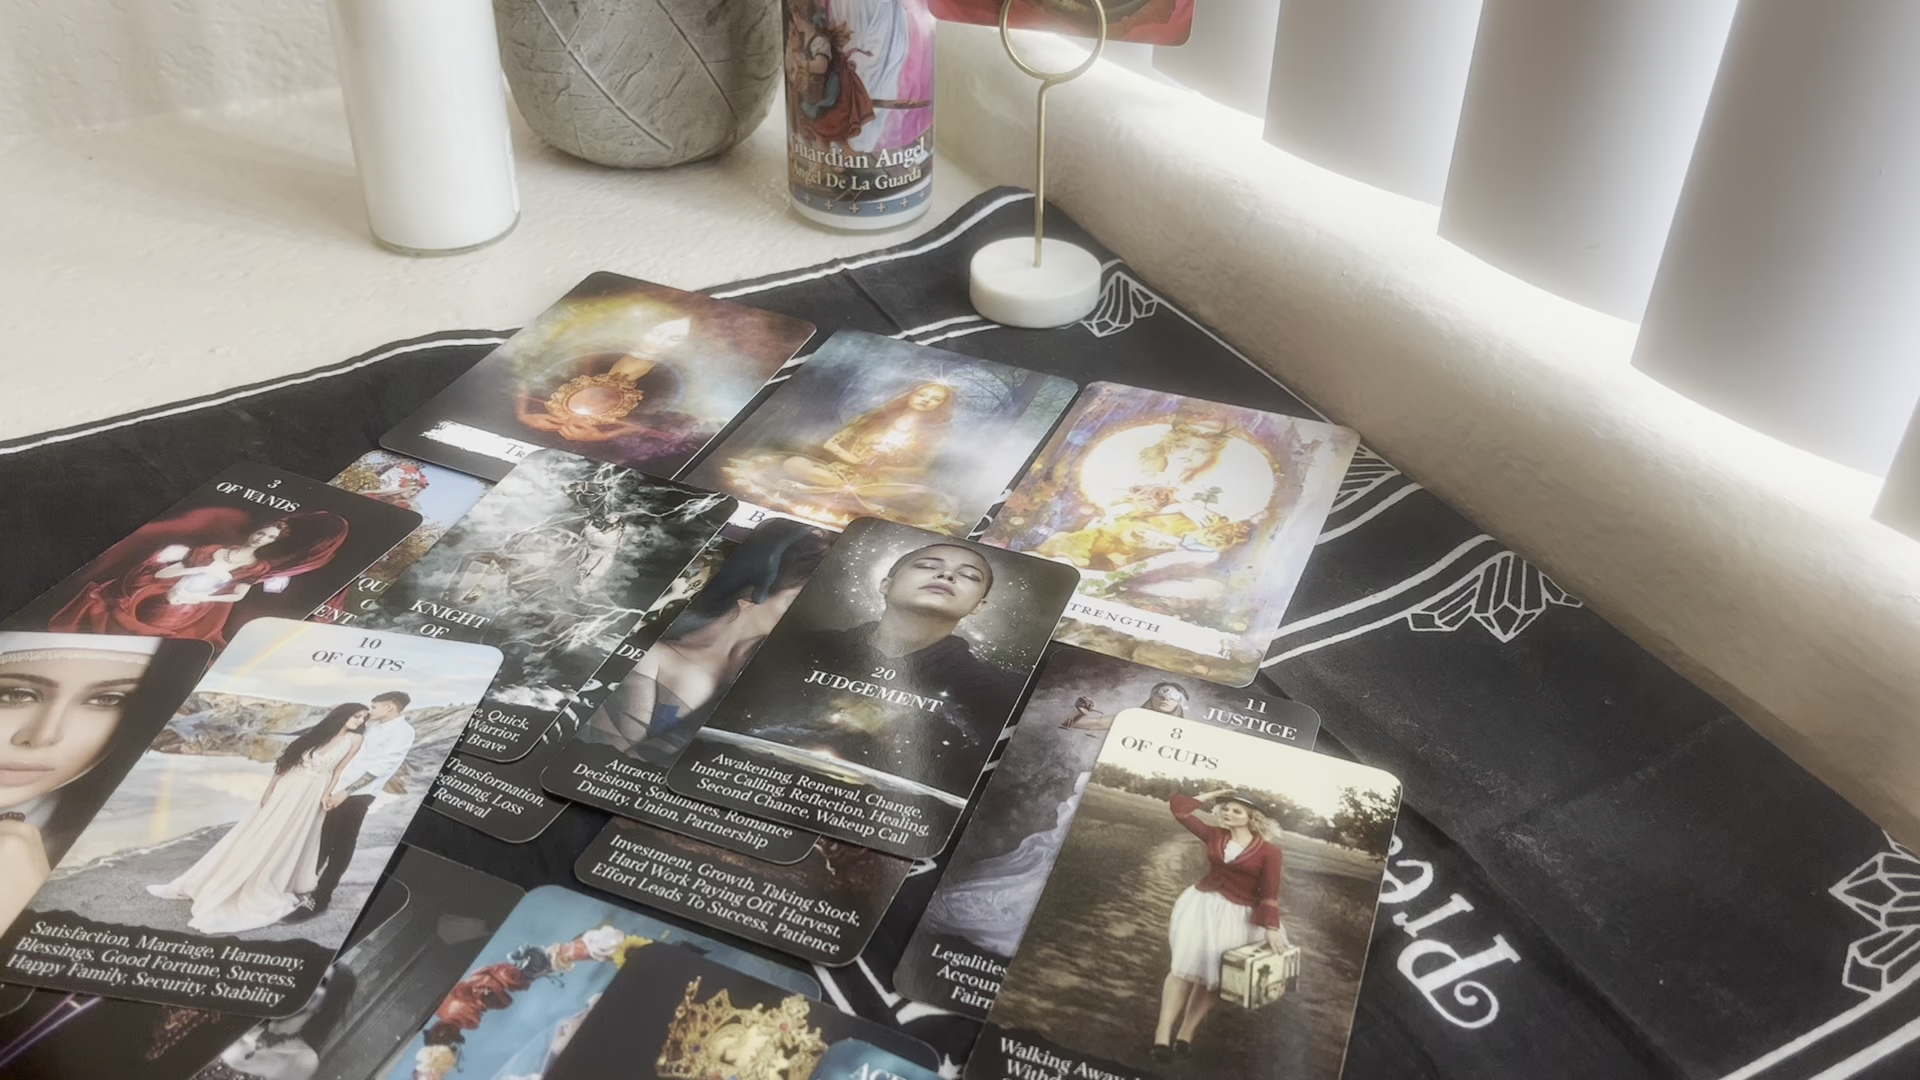 Guardian Angel
Angel De La Guarda
3
OF WANDS
KNIGHT
OF
10
OF CUPS
Satisfaction, Marriage, Harmony,
Blessings, Good Fortune, Success,
Happy Family, Security, Stability
Quick,
Warrior,
Brave
Transformation,
Loss
Renewal
20
JUDGEMENT
Awakening, Renewal, Change,
Inner Calling, Reflection, Healing,
Second Chance, Wakeup Call
Decisions, Soulmates, Romance
Duality, Union, Partnership
Investment, Growth, Taking Stock,
Hard Work Paying Off, Harvest,
Effort Leads To Success, Patience
TRENGTH
11
JUSTICE
Legalities
Accoun
Fairn
8
OF CUPS
Walking Away